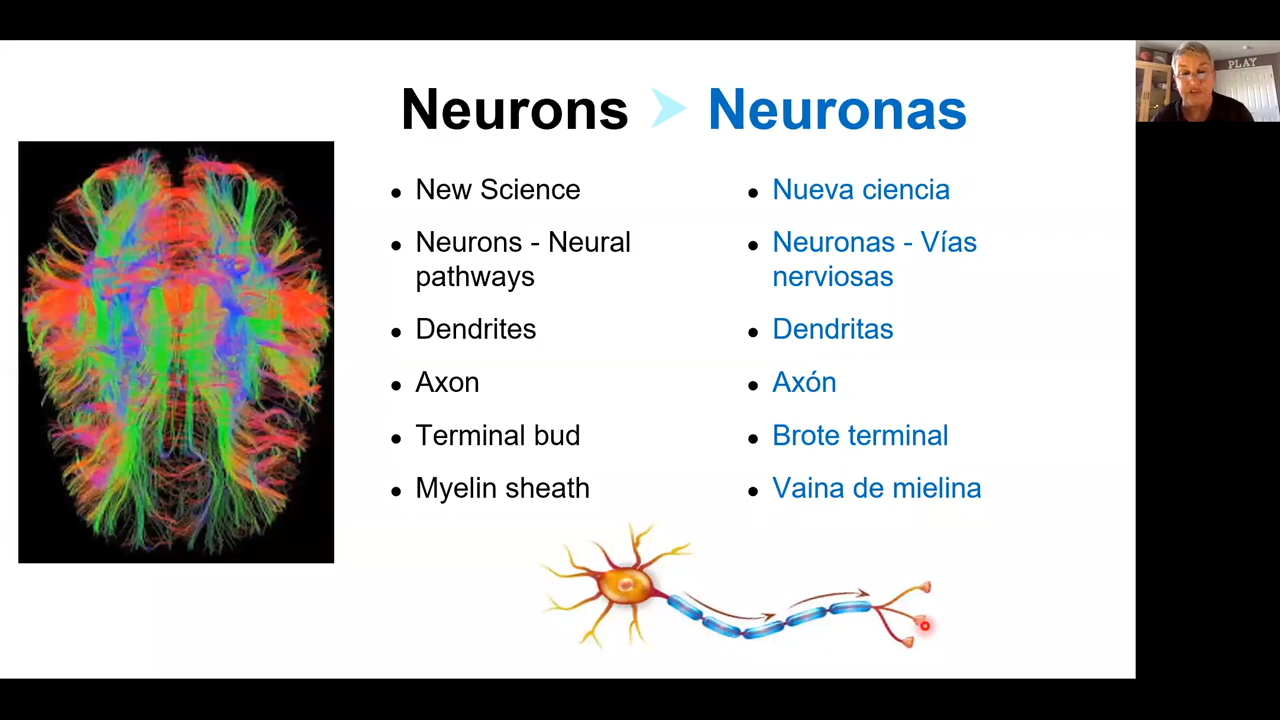 Neurons Neuronas
New Science
Neurons - Neural
pathways
Dendrites
Axon
Terminal bud
Myelin sheath
Nueva ciencia
Neuronas - Vías
nerviosas
Dendritas
Axón
Brote terminal
Vaina de mielina
PLAY